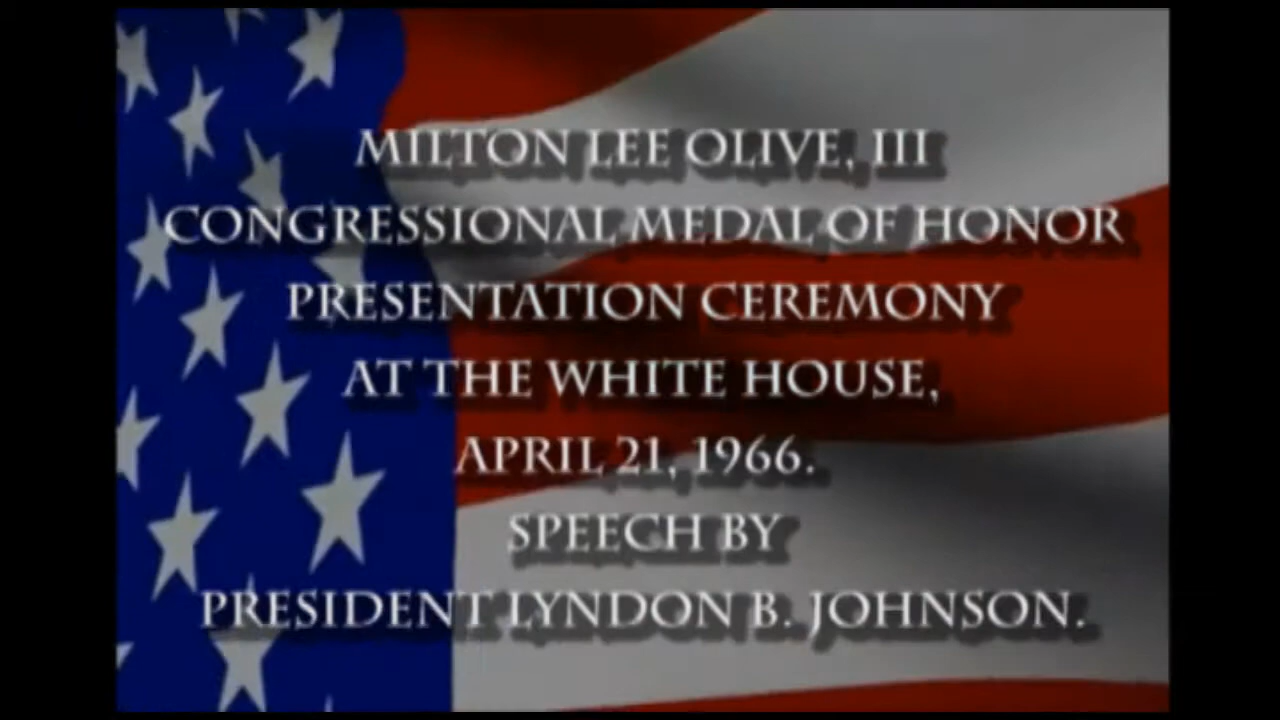 MILTON LEE OLIVE, III
CONGRESSIONAL MEDAL OF HONOR
PRESENTATION CEREMONY
AT THE WHITE HOUSE,
APRIL 21, 1966.
SPEECH BY
PRESIDENT LYNDON B. JOHNSON.